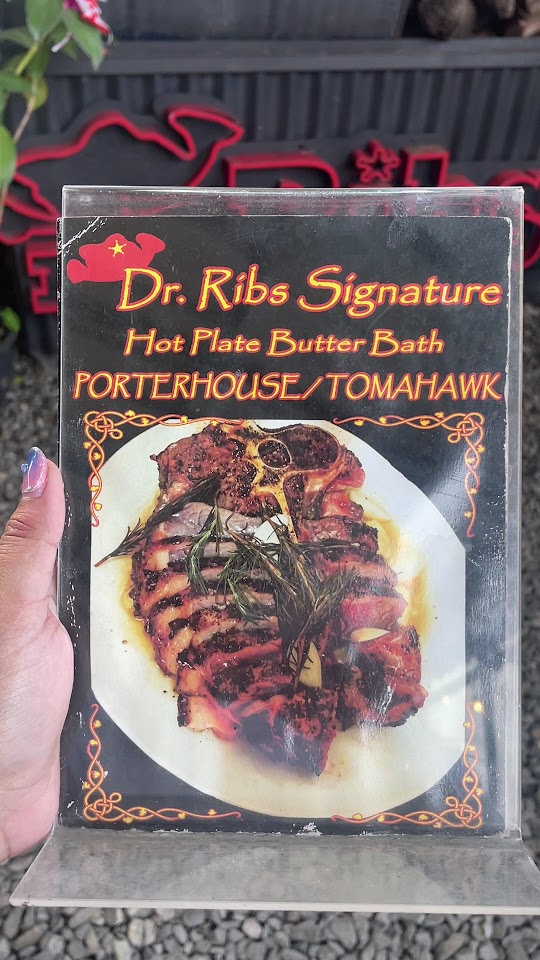 Dr. Ribs Signature
Hot Plate Butter Bath
PORTERHOUSE/TOMAHAWK